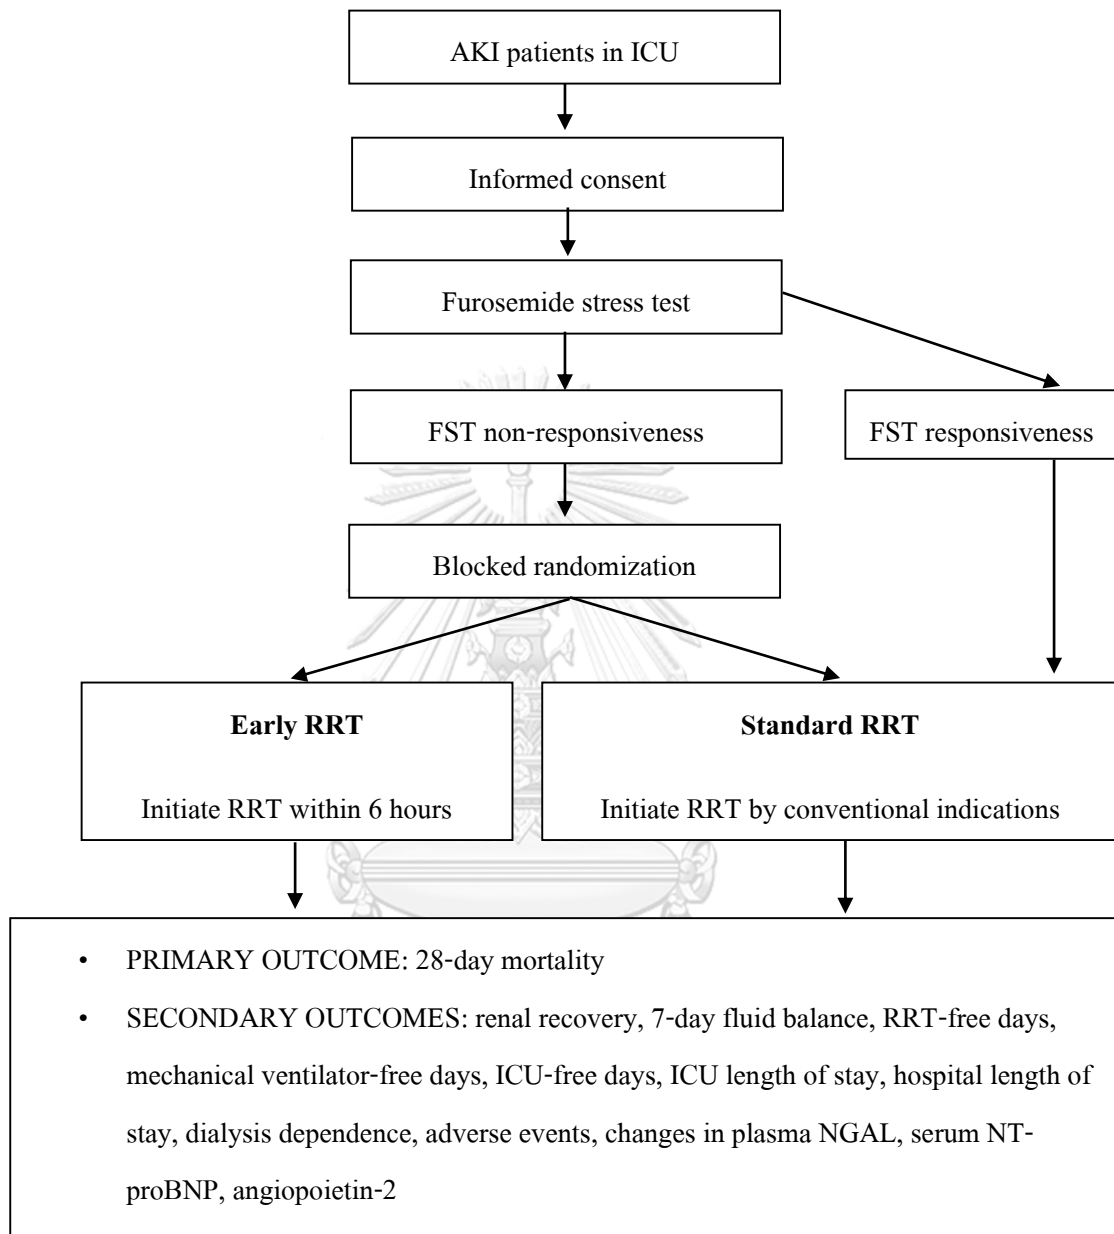 AKI patients in ICU
Informed consent
Furosemide stress test
FST non-responsiveness
FST responsiveness
Blocked randomization
Early RRT
Initiate RRT within 6 hours
Standard RRT
Initiate RRT by conventional indications
• PRIMARY OUTCOME: 28-day mortality
• SECONDARY OUTCOMES: renal recovery, 7-day fluid balance, RRT-free days,
mechanical ventilator-free days, ICU-free days, ICU length of stay, hospital length of
stay, dialysis dependence, adverse events, changes in plasma NGAL, serum NT-
proBNP, angiopoietin-2